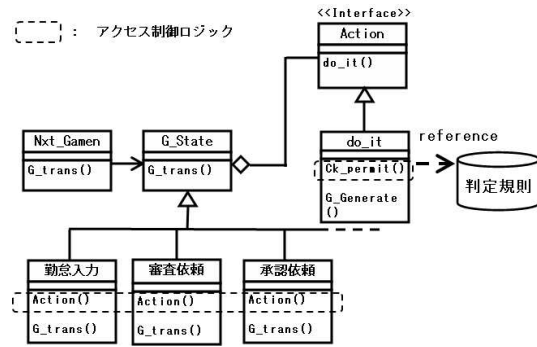 <<Interface>>
： アクセス制御ロジック
Action
do_it()
Nxt_Gamen
G_trans()
G_State
G_trans()
do_it
Ck_permit()
G_Generate
()
reference
判定規則
勤怠入力
Action()
G_trans()
審査依頼
Action()
G_trans()
承認依頼
Action()
G_trans()